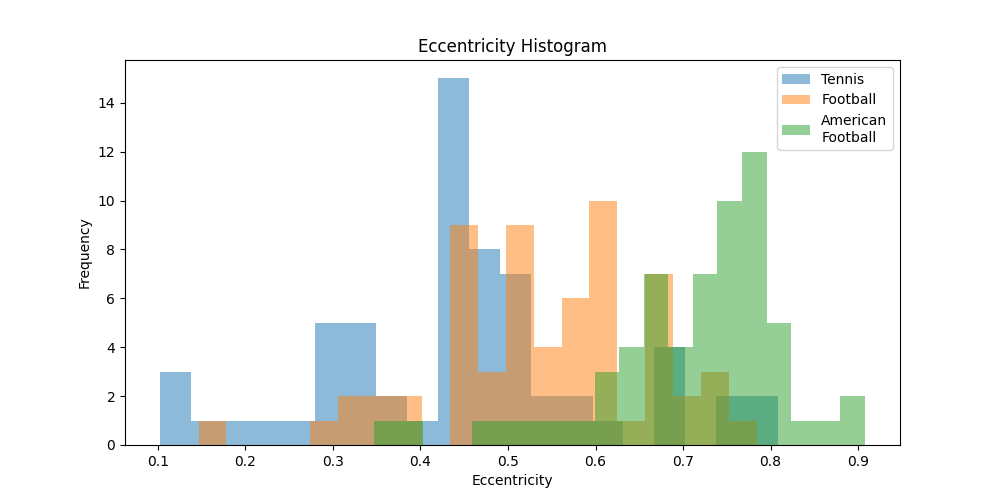 Eccentricity Histogram
Tennis
Football
American
Football
14
12
10
8
6
4
2
0
Frequency
0.1 0.2 0.3 0.4 0.5 0.6 0.7 0.8 0.9
Eccentricity